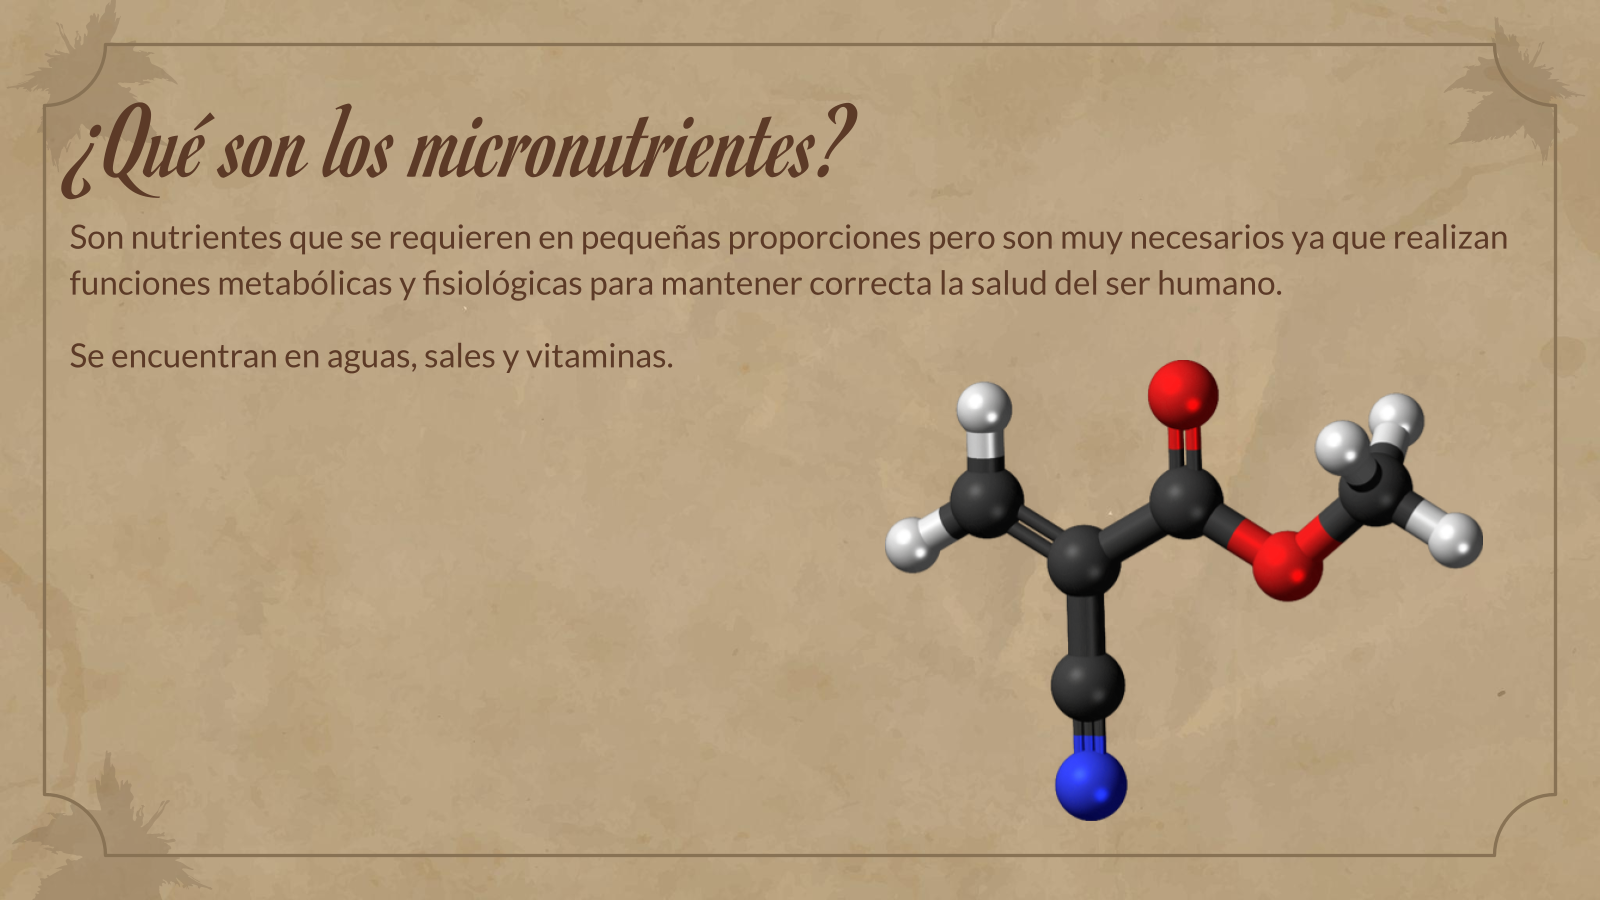 ¿Qué son los micronutrientes?
Son nutrientes que se requieren en pequeñas proporciones pero son muy necesarios ya que realizan
funciones metabólicas y fisiológicas para mantener correcta la salud del ser humano.
Se encuentran en aguas, sales y vitaminas.